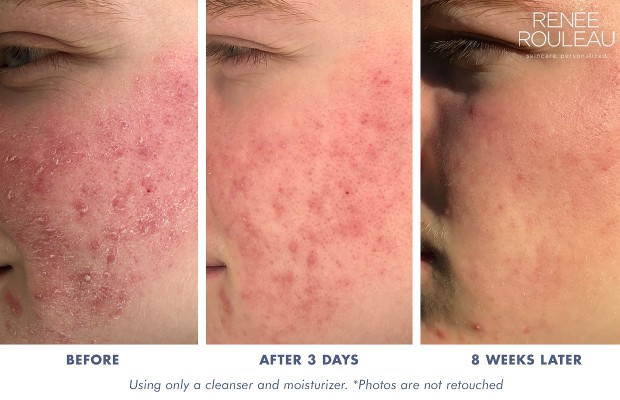 RENÉE
ROULEAU
skincare, personalized.
BEFORE
AFTER 3 DAYS
8 WEEKS LATER
Using only a cleanser and moisturizer. *Photos are not retouched